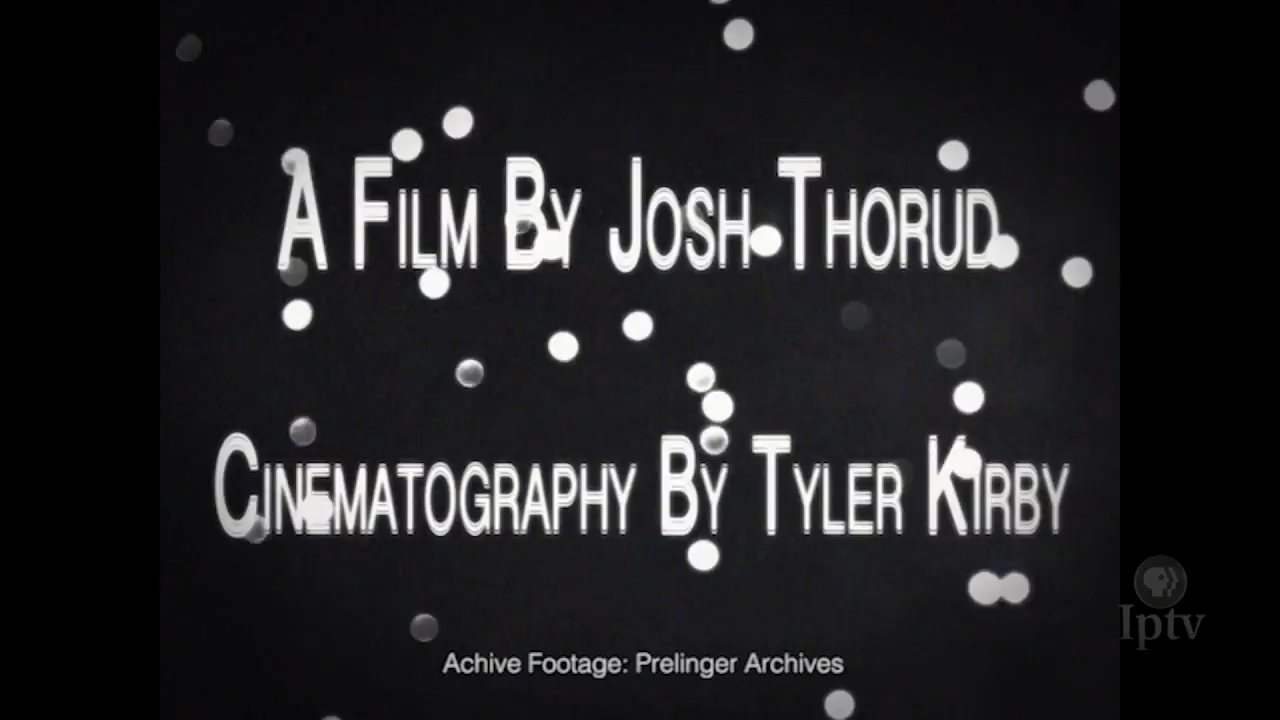 A FILM BY JOSH THORUD
CINEMATOGRAPHY BY TYLER KIRBY
Iptv
Achive Footage: Prelinger Archives